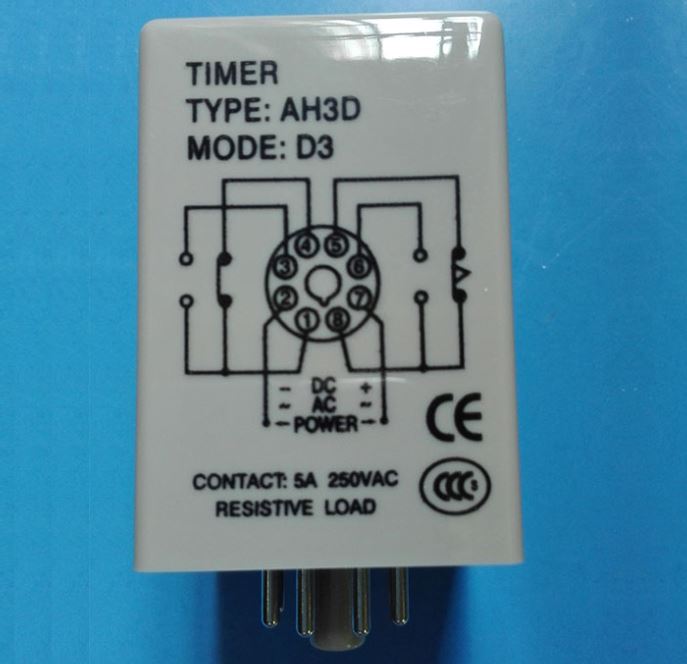 TIMER
TYPE: AH3D
MODE: D3
4 5
3 6
2 7
1 8
- DC +
~ AC ~
POWER
CE
CONTACT: 5A 250VAC
CCC S
RESISTIVE LOAD